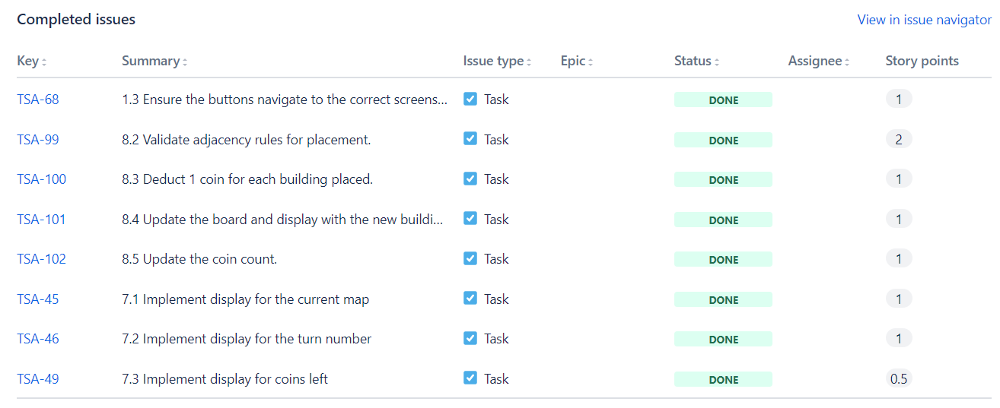 Completed issues View in issue navigator
Key Summary Issue type Epic Status Assignee Story points
TSA-68 1.3 Ensure the buttons navigate to the correct screens... Task DONE 1
TSA-99 8.2 Validate adjacency rules for placement. Task DONE 2
TSA-100 8.3 Deduct 1 coin for each building placed. Task DONE 1
TSA-101 8.4 Update the board and display with the new buildi... Task DONE 1
TSA-102 8.5 Update the coin count. Task DONE 1
TSA-45 7.1 Implement display for the current map Task DONE 1
TSA-46 7.2 Implement display for the turn number Task DONE 1
TSA-49 7.3 Implement display for coins left Task DONE 0.5